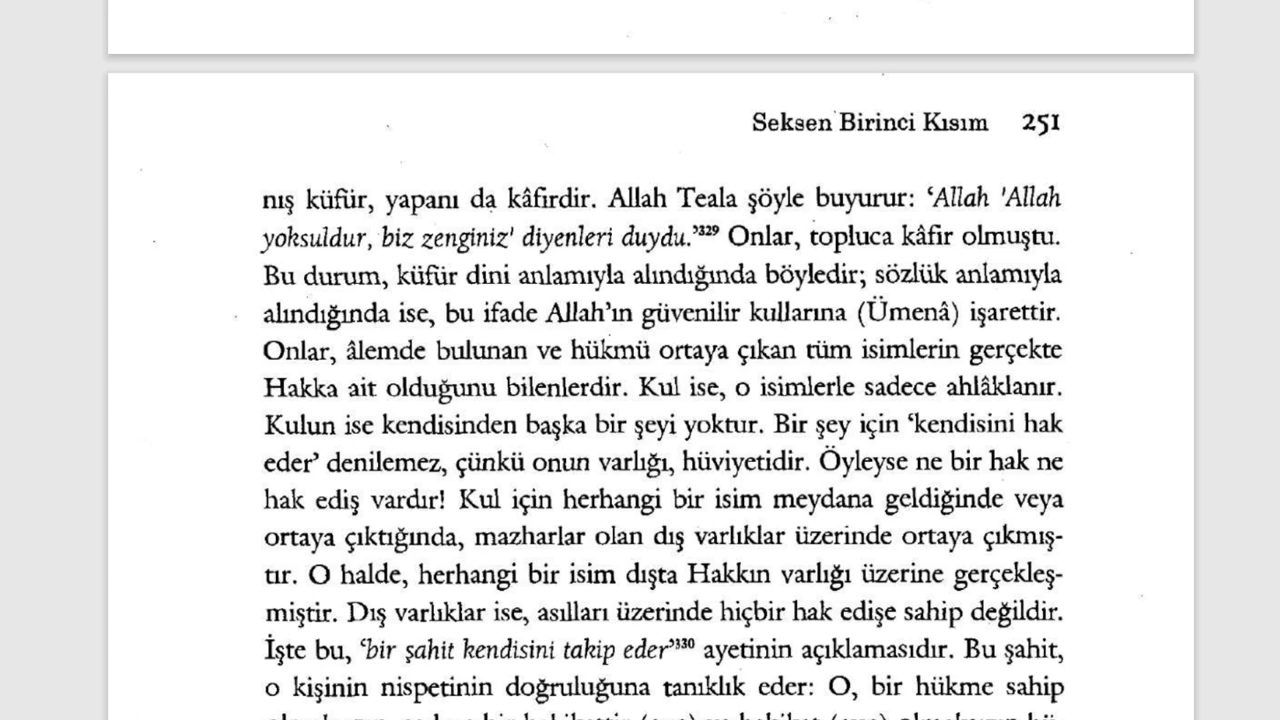 Seksen Birinci Kısım 251
nış küfür, yapanı da kâfirdir. Allah Teala şöyle buyurur: ‘Allah 'Allah
yoksuldur, biz zenginiz' diyenleri duydu.’329 Onlar, topluca kâfir olmuştu.
Bu durum, küfür dini anlamıyla alındığında böyledir; sözlük anlamıyla
alındığında ise, bu ifade Allah’ın güvenilir kullarına (Ümenâ) işarettir.
Onlar, âlemde bulunan ve hükmü ortaya çıkan tüm isimlerin gerçekte
Hakka ait olduğunu bilenlerdir. Kul ise, o isimlerle sadece ahlâklanır.
Kulun ise kendisinden başka bir şeyi yoktur. Bir şey için ‘kendisini hak
eder’ denilemez, çünkü onun varlığı, hüviyetidir. Öyleyse ne bir hak ne
hak ediş vardır! Kul için herhangi bir isim meydana geldiğinde veya
ortaya çıktığında, mazharlar olan dış varlıklar üzerinde ortaya çıkmış-
tır. O halde, herhangi bir isim dışta Hakkın varlığı üzerine gerçekleş-
miştir. Dış varlıklar ise, asılları üzerinde hiçbir hak edişe sahip değildir.
İşte bu, ‘bir şahit kendisini takip eder’330 ayetinin açıklamasıdır. Bu şahit,
o kişinin nispetinin doğruluğuna tanıklık eder: O, bir hükme sahip